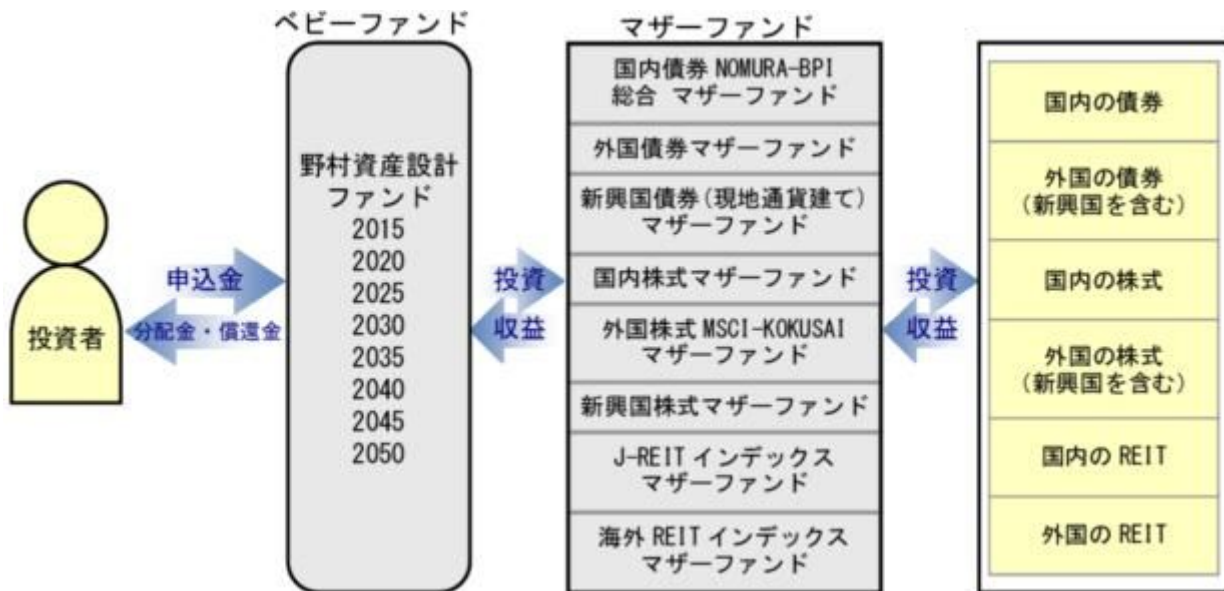 ベビーファンド
マザーファンド
投資者
申込金
分配金・償還金
野村資産設計
ファンド
2015
2020
2025
2030
2035
2040
2045
2050
投資
収益
国内債券 NOMURA-BPI
総合 マザーファンド
外国債券マザーファンド
新興国債券(現地通貨建て)
マザーファンド
国内株式マザーファンド
外国株式 MSCI-KOKUSAI
マザーファンド
新興国株式マザーファンド
J-REIT インデックス
マザーファンド
海外 REIT インデックス
マザーファンド
投資
収益
国内の債券
外国の債券
(新興国を含む)
国内の株式
外国の株式
(新興国を含む)
国内の REIT
外国の REIT